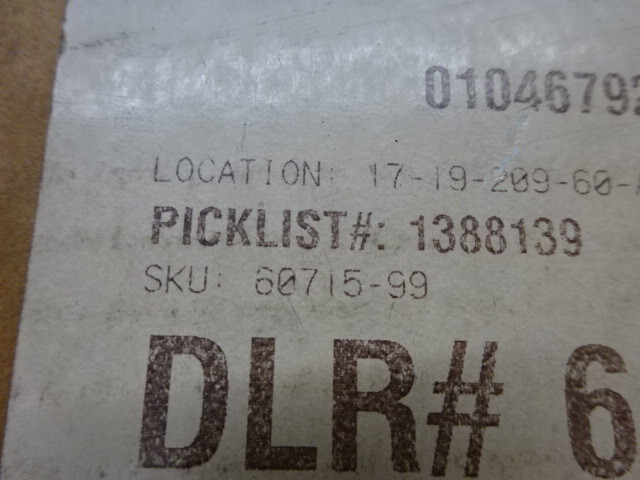 0104679
LOCATION: 17-19-209-60-
PICKLIST#: 1388139
SKU: 60715-99
DLR# 6